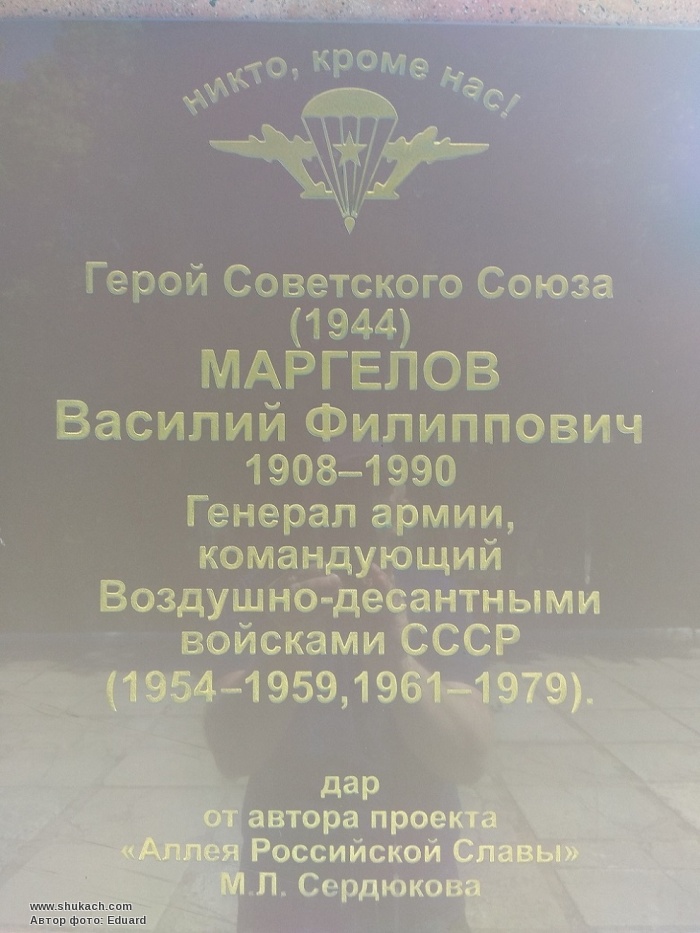 никто, кроме нас!
Герой Советского Союза
(1944)
МАРГЕЛОВ
Василий Филиппович
1908–1990
Генерал армии,
командующий
Воздушно-десантными
войсками СССР
(1954–1959,1961–1979).
дар
от автора проекта
«Аллея Российской Славы»
М.Л. Сердюкова
www.shukach.com
Автор фото: Eduard